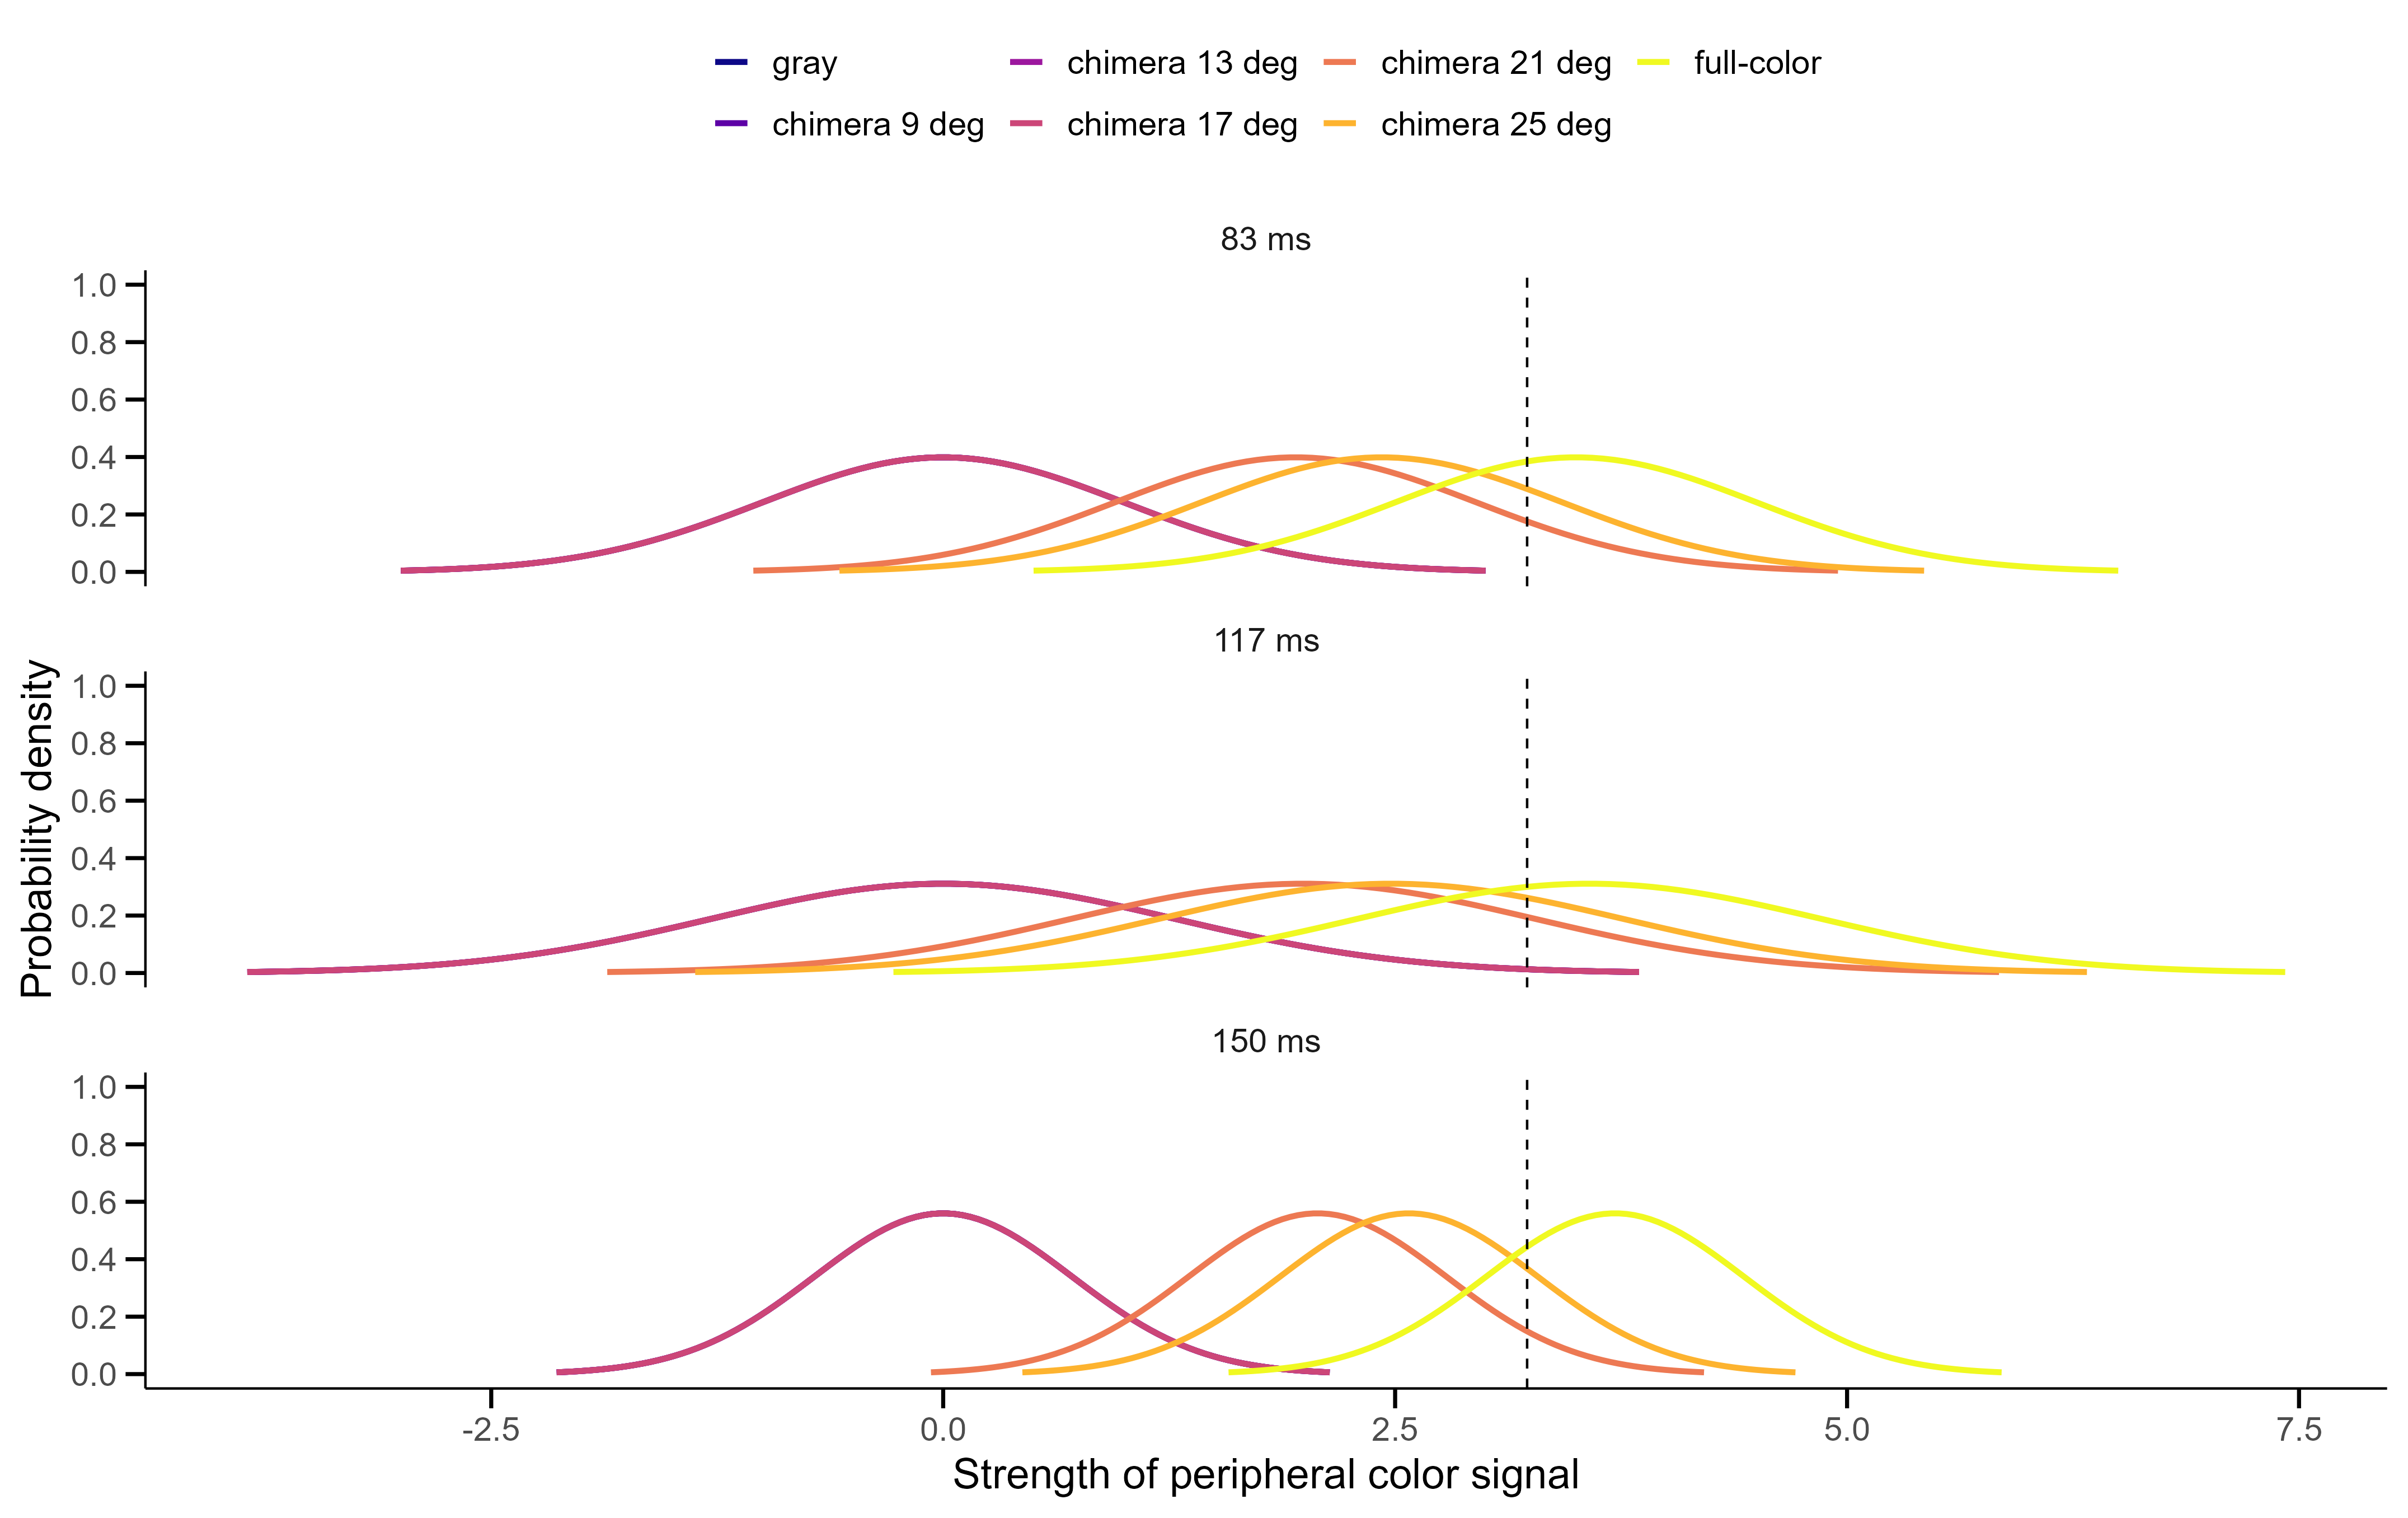 gray chimera 13 deg chimera 21 deg full-color
chimera 9 deg chimera 17 deg chimera 25 deg
83 ms
1.0
0.8
0.6
0.4
0.2
0.0
117 ms
1.0
0.8
0.6
0.4
0.2
0.0
150 ms
1.0
0.8
0.6
0.4
0.2
0.0
Probability density
-2.5 0.0 2.5 5.0 7.5
Strength of peripheral color signal